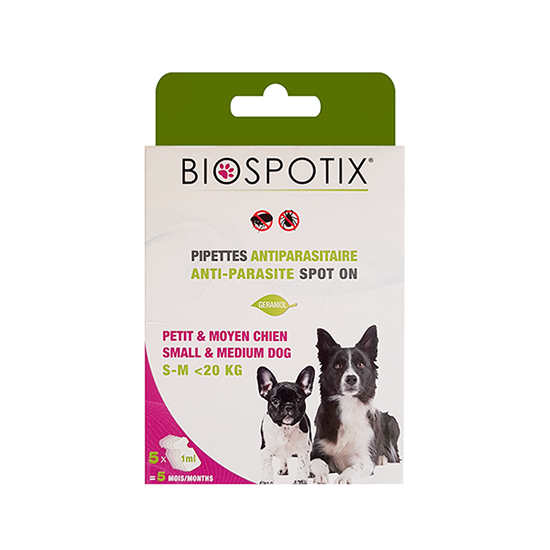 BIOSPOTIX®
PIPETTES ANTIPARASITAIRE
ANTI-PARASITE SPOT ON
GERANIOL
PETIT & MOYEN CHIEN
SMALL & MEDIUM DOG
S-M <20 KG
5x 1ml
= 5 MOIS/MONTHS